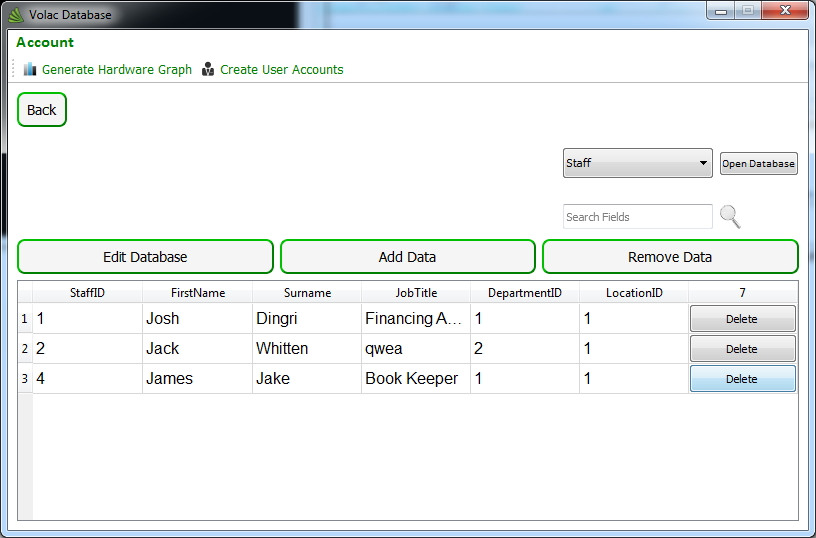 Volac Database
Account
Generate Hardware Graph Create User Accounts
Back
Staff Open Database
Search Fields
Edit Database Add Data Remove Data
StaffID FirstName Surname JobTitle DepartmentID LocationID 7
1 1 Josh Dingri Financing A... 1 1 Delete
2 2 Jack Whitten qwea 2 1 Delete
3 4 James Jake Book Keeper 1 1 Delete